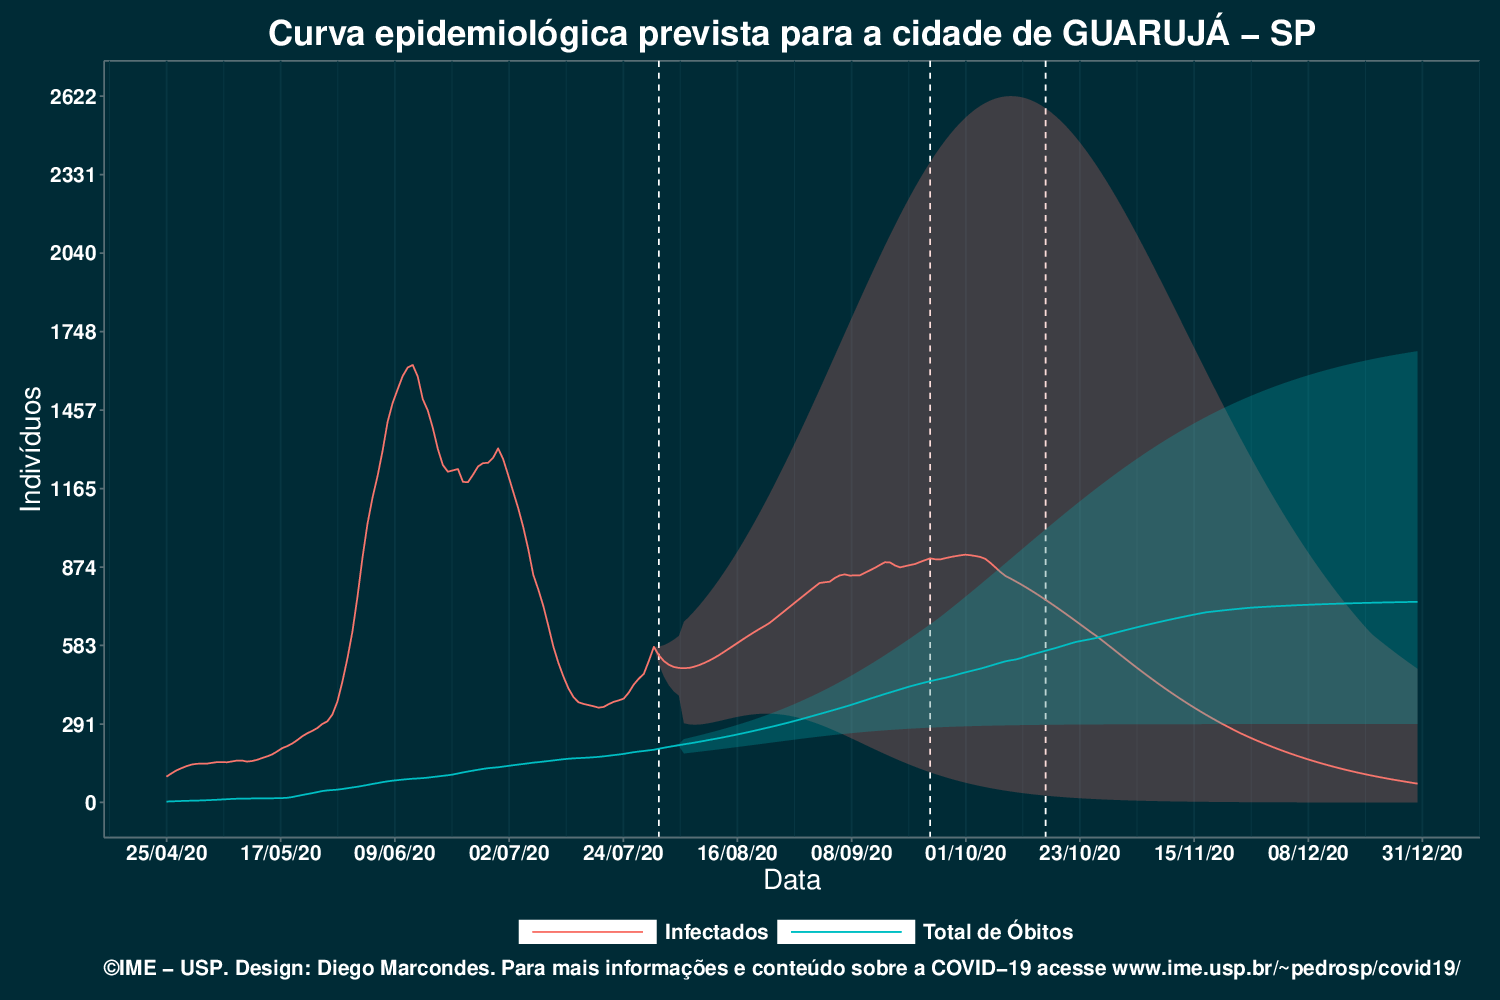 Curva epidemiológica prevista para a cidade de GUARUJÁ – SP
Indivíduos
2622
2331
2040
1748
1457
1165
874
583
291
0
25/04/20 17/05/20 09/06/20 02/07/20 24/07/20 16/08/20 08/09/20 01/10/20 23/10/20 15/11/20 08/12/20 31/12/20
Data
Infectados Total de Óbitos
©IME – USP. Design: Diego Marcondes. Para mais informações e conteúdo sobre a COVID–19 acesse www.ime.usp.br/~pedrosp/covid19/